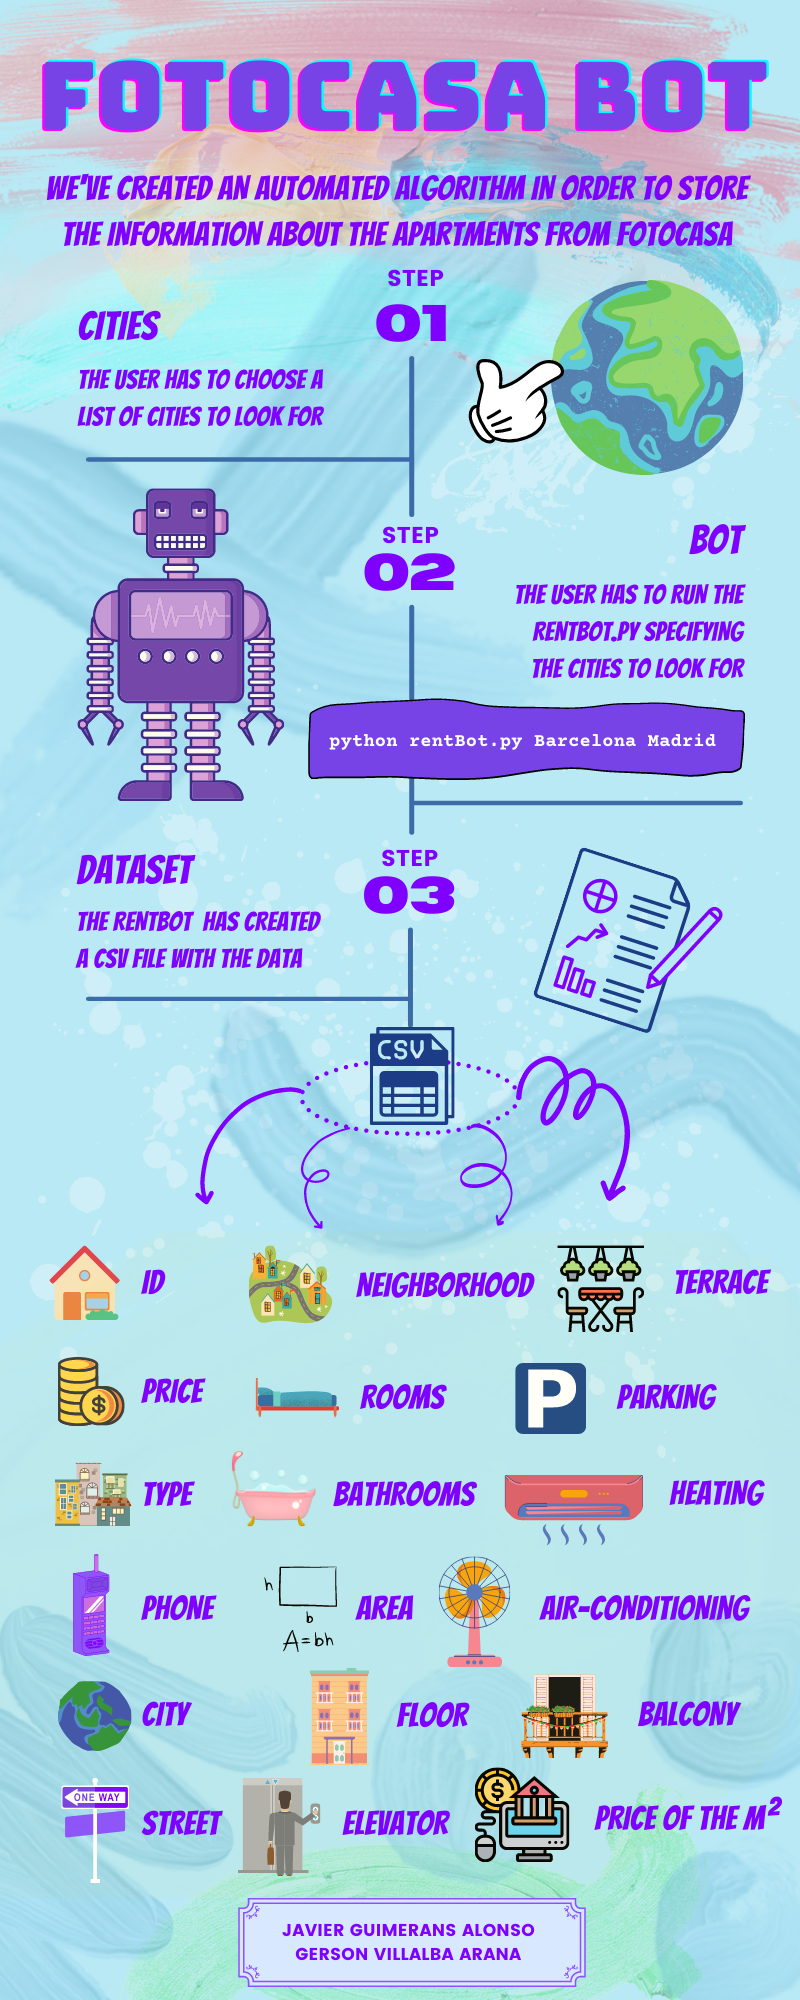 FOTOCASA BOT
WE'VE CREATED AN AUTOMATED ALGORITHM IN ORDER TO STORE
THE INFORMATION ABOUT THE APARTMENTS FROM FOTOCASA
STEP
01
CITIES
THE USER HAS TO CHOOSE A
LIST OF CITIES TO LOOK FOR
STEP
02
BOT
THE USER HAS TO RUN THE
RENTBOT.PY SPECIFYING
THE CITIES TO LOOK FOR
python rentBot.py Barcelona Madrid
STEP
03
DATASET
THE RENTBOT HAS CREATED
A CSV FILE WITH THE DATA
CSV
ID
NEIGHBORHOOD
TERRACE
$
PRICE
ROOMS
P
PARKING
TYPE
BATHROOMS
HEATING
PHONE
h
b
A=bh
AREA
AIR-CONDITIONING
CITY
FLOOR
BALCONY
ONE WAY
STREET
ELEVATOR
$
PRICE OF THE M²
JAVIER GUIMERANS ALONSO
GERSON VILLALBA ARANA